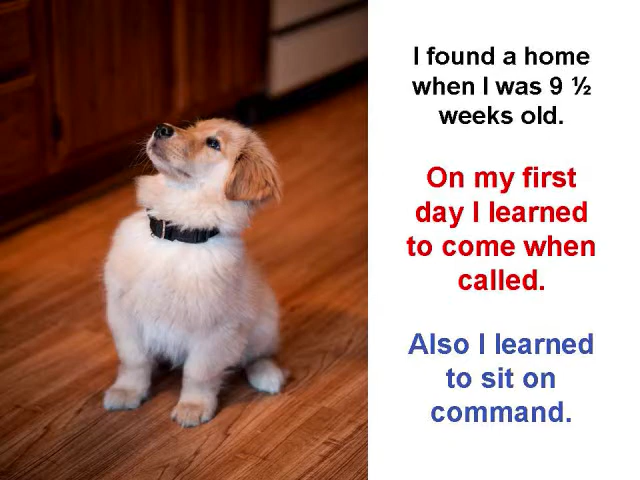 I found a home
when I was 9 ½
weeks old.
On my first
day I learned
to come when
called.
Also I learned
to sit on
command.